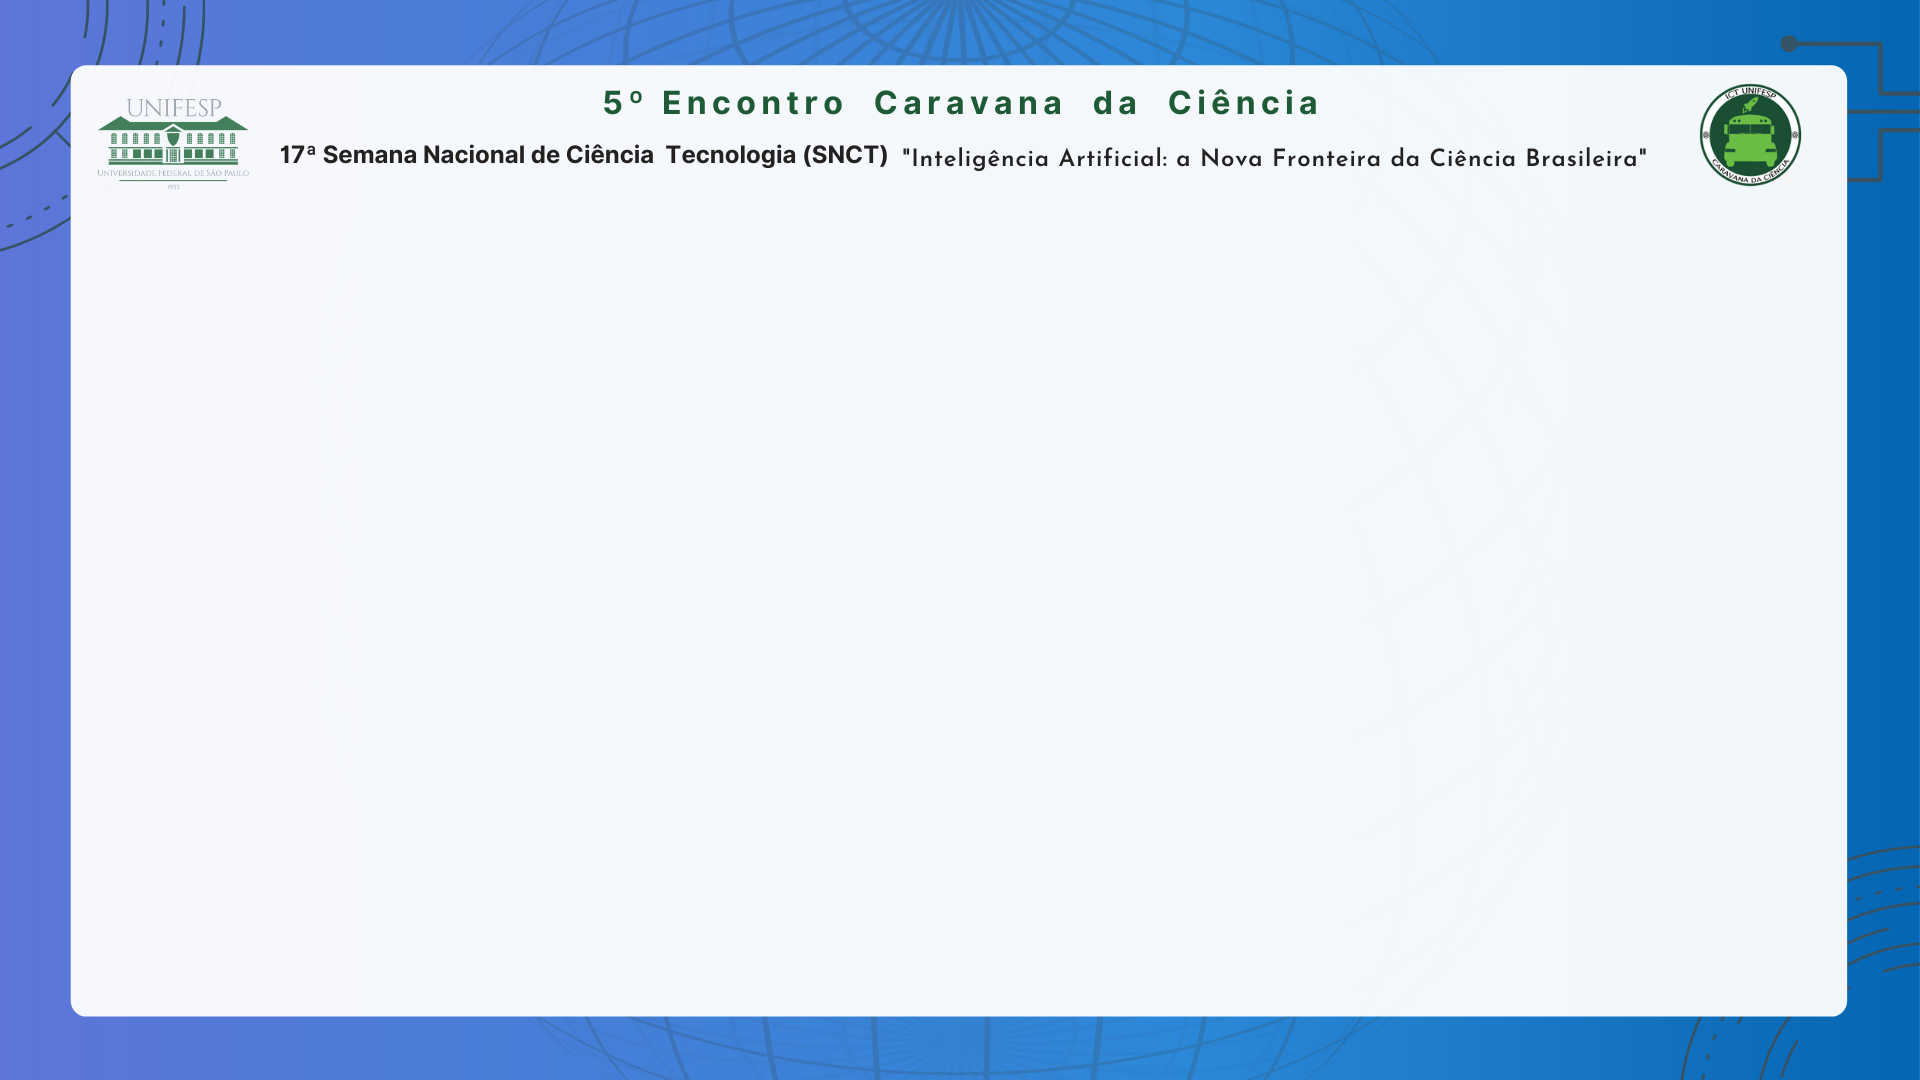 5º Encontro Caravana da Ciência
17ª Semana Nacional de Ciência Tecnologia (SNCT) "Inteligência Artificial: a Nova Fronteira da Ciência Brasileira"
UNIFESP
UNIVERSIDADE FEDERAL DE SÃO PAULO
1933
ICT UNIFESP
CARAVANA DA CIÊNCIA